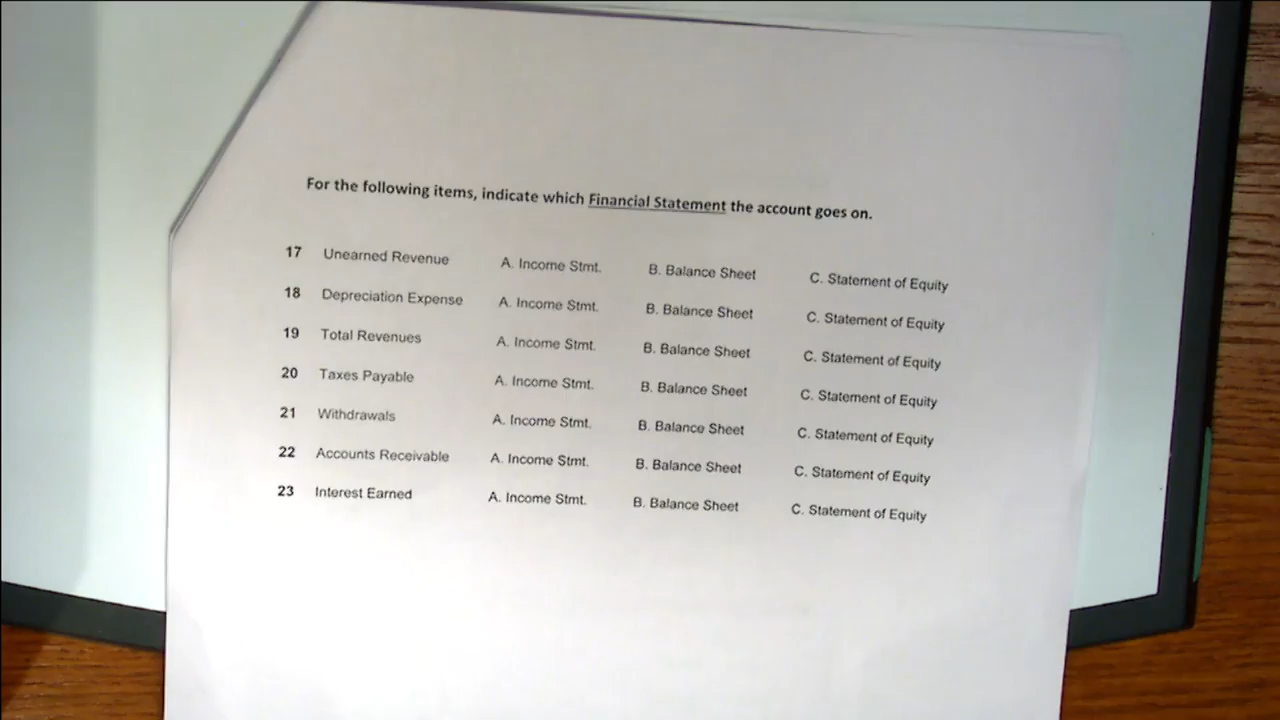 For the following items, indicate which Financial Statement the account goes on.
17 Unearned Revenue A. Income Stmt. B. Balance Sheet C. Statement of Equity
18 Depreciation Expense A. Income Stmt. B. Balance Sheet C. Statement of Equity
19 Total Revenues A. Income Stmt. B. Balance Sheet C. Statement of Equity
20 Taxes Payable A. Income Stmt. B. Balance Sheet C. Statement of Equity
21 Withdrawals A. Income Stmt. B. Balance Sheet C. Statement of Equity
22 Accounts Receivable A. Income Stmt. B. Balance Sheet C. Statement of Equity
23 Interest Earned A. Income Stmt. B. Balance Sheet C. Statement of Equity